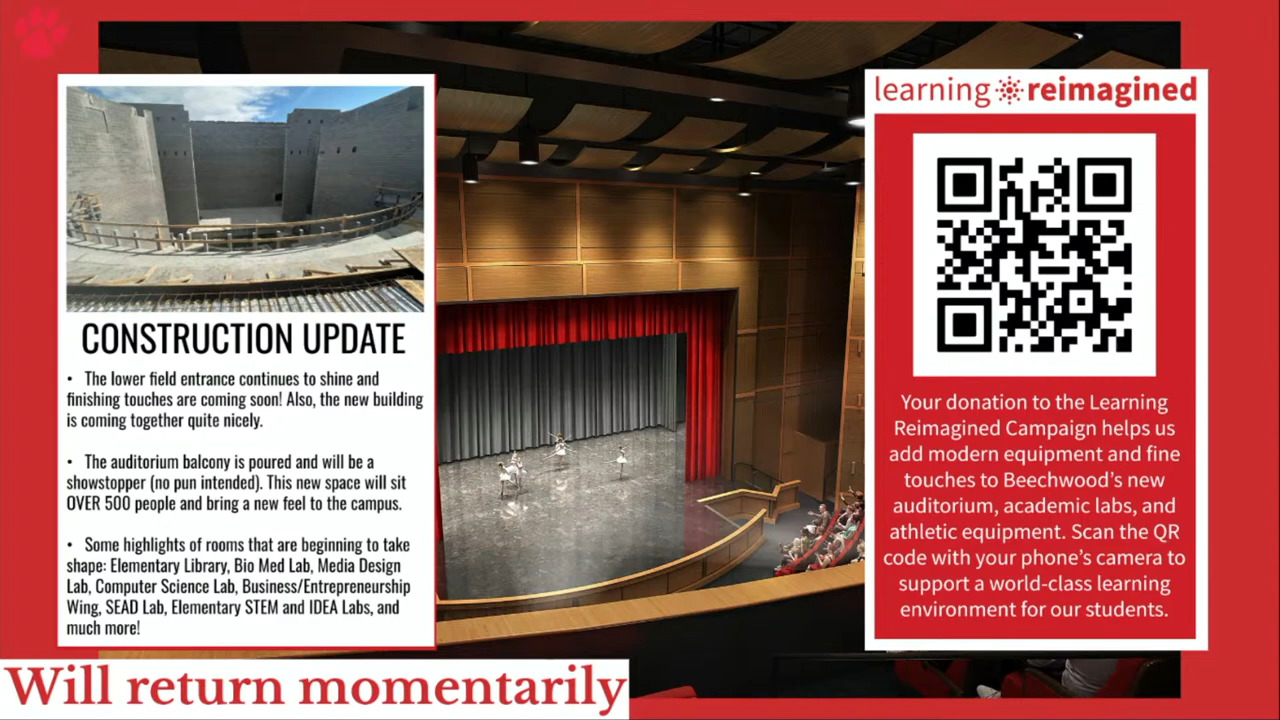 CONSTRUCTION UPDATE
• The lower field entrance continues to shine and
finishing touches are coming soon! Also, the new building
is coming together quite nicely.
• The auditorium balcony is poured and will be a
showstopper (no pun intended). This new space will sit
OVER 500 people and bring a new feel to the campus.
• Some highlights of rooms that are beginning to take
shape: Elementary Library, Bio Med Lab, Media Design
Lab, Computer Science Lab, Business/Entrepreneurship
Wing, SEAD Lab, Elementary STEM and IDEA Labs, and
much more!
learning reimagined
Your donation to the Learning
Reimagined Campaign helps us
add modern equipment and fine
touches to Beechwood's new
auditorium, academic labs, and
athletic equipment. Scan the QR
code with your phone's camera to
support a world-class learning
environment for our students.
Will return momentarily